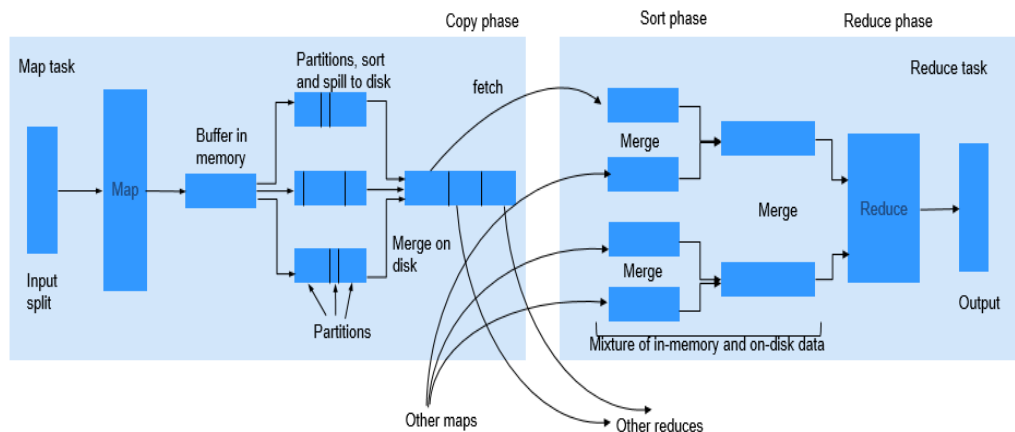 Copy phase
Sort phase
Reduce phase
Map task
Partitions, sort
and spill to disk
Reduce task
fetch
Buffer in
memory
Merge
Map
Merge
Reduce
Merge on
disk
Merge
Input
split
Partitions
Output
Mixture of in-memory and on-disk data
Other maps
Other reduces